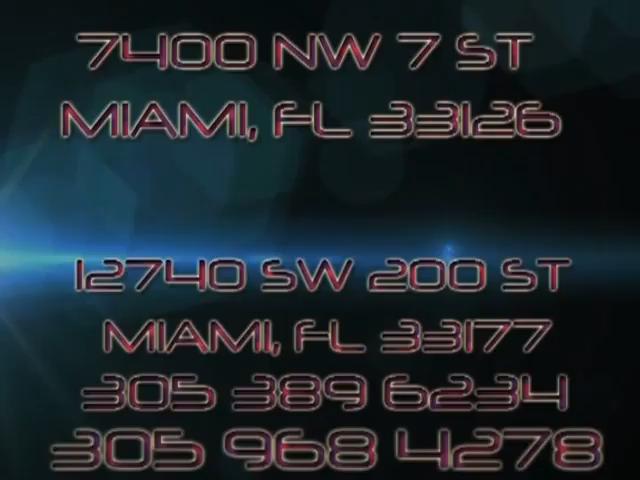 7400 NW 7 ST
MIAMI, FL 33126
12740 SW 200 ST
MIAMI, FL 33177
305 389 6234
305 968 4278